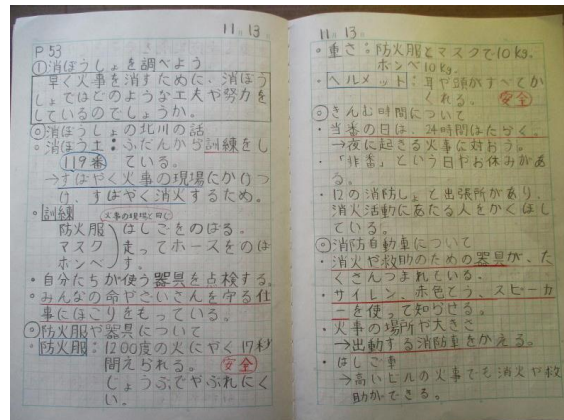 11. 13.
P53
①消ぼうしょを調べよう
早く火事を消すために、消ぼう
しょではどのような工夫や努力を
しているのでしょうか。
◎消ぼうしょの北川の話
・消ぼう士：ふだんから訓練をし
119番 ている。
→すばやく火事の現場にかけつ
け、すばやく消火するため。
・訓練 火事の現場と同じ
防火服 はしごをのぼる。
マスク 走ってホースをのば
ボンベ す。
・自分たちが使う器具を点検する。
・みんなの命やざいさんを守る仕
事にほこりをもっている。
◎防火服や器具について
・防火服：1200度の火にやく17秒
間えられる。 安全
じょうぶでやぶれにく
い。
11. 13.
・重さ：防火服とマスクで10kg.
ボンベ10kg.
・ヘルメット：耳や頭がすべてか
くれる。 安全
◎きんむ時間について
・当番の日は、24時間はたらく。
→夜に起きる火事に対おう。
・「非番」という日やお休みがあ
る。
・12の消防しょと出張所があり、
消火活動にあたる人をかくほし
ている。
◎消防自動車について
・消火や救助のための器具が、た
くさんつまれている。
・サイレン、赤色とう、スピーカ
ーを使って知らせる。
・火事の場所や大きさ
→出動する消防車をかえる。
・はしご車
→高いビルの火事でも消火や救
助ができる。